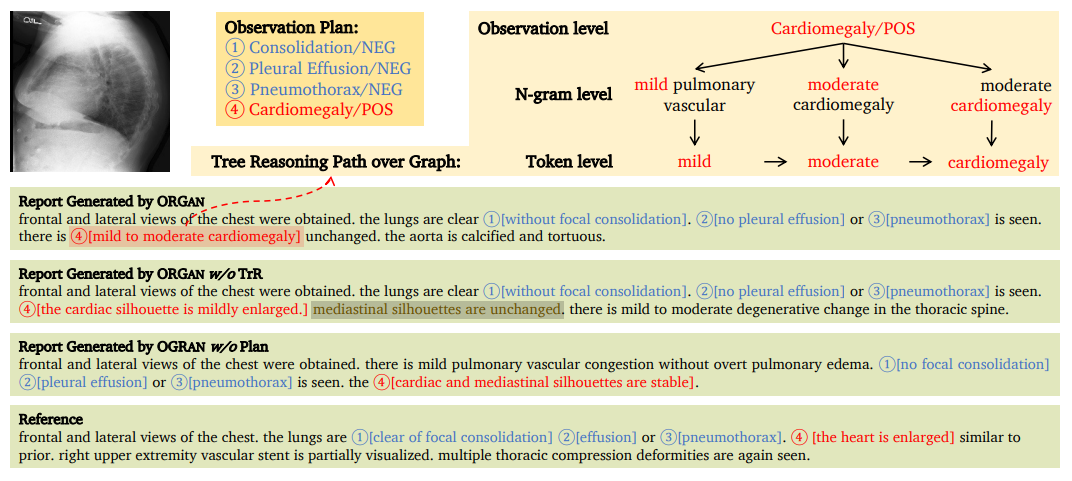 Observation Plan:
① Consolidation/NEG
② Pleural Effusion/NEG
③ Pneumothorax/NEG
④ Cardiomegaly/POS
Observation level
Cardiomegaly/POS
N-gram level
mild pulmonary vascular
moderate cardiomegaly
moderate cardiomegaly
Tree Reasoning Path over Graph:
Token level
mild
moderate
cardiomegaly
Report Generated by ORGAN
frontal and lateral views of the chest were obtained. the lungs are clear ①[without focal consolidation]. ②[no pleural effusion] or ③[pneumothorax] is seen.
there is ④[mild to moderate cardiomegaly] unchanged. the aorta is calcified and tortuous.
Report Generated by ORGAN w/o TrR
frontal and lateral views of the chest were obtained. the lungs are clear ①[without focal consolidation]. ②[no pleural effusion] or ③[pneumothorax] is seen.
④[the cardiac silhouette is mildly enlarged.] mediastinal silhouettes are unchanged. there is mild to moderate degenerative change in the thoracic spine.
Report Generated by OGRAN w/o Plan
frontal and lateral views of the chest were obtained. there is mild pulmonary vascular congestion without overt pulmonary edema. ①[no focal consolidation]
②[pleural effusion] or ③[pneumothorax] is seen. the ④[cardiac and mediastinal silhouettes are stable].
Reference
frontal and lateral views of the chest. the lungs are ①[clear of focal consolidation] ②[effusion] or ③[pneumothorax]. ④ [the heart is enlarged] similar to
prior. right upper extremity vascular stent is partially visualized. multiple thoracic compression deformities are again seen.